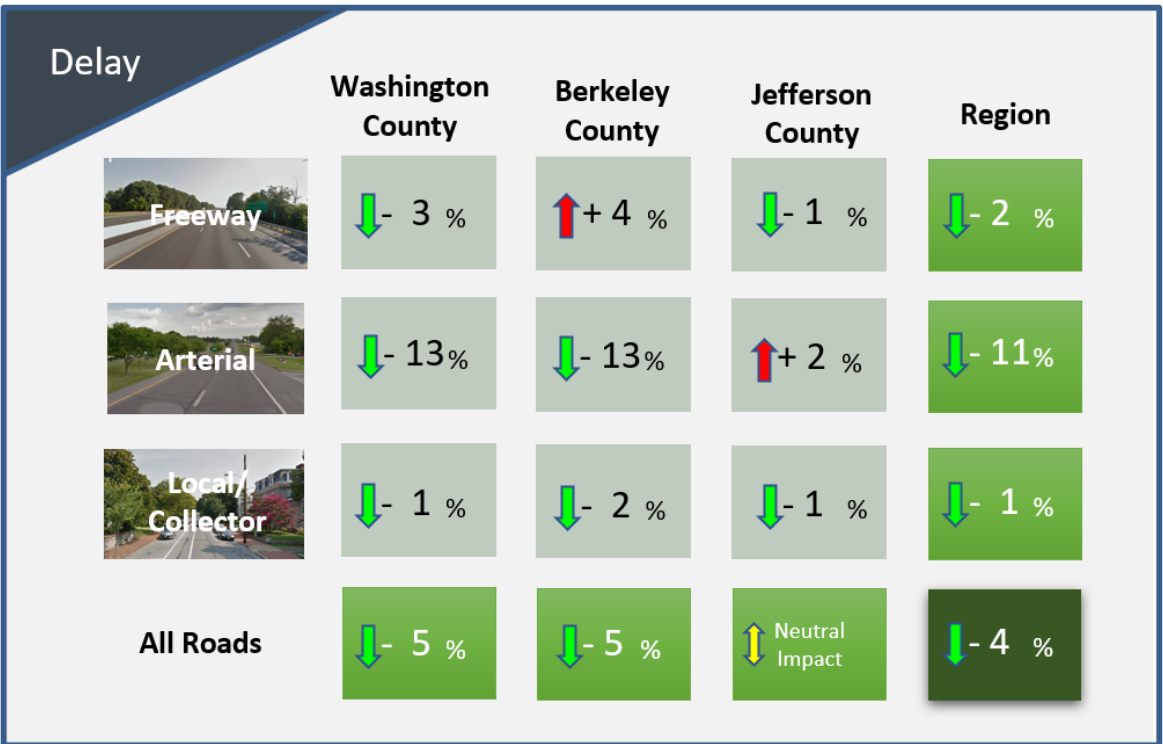 Delay
Washington County
Berkeley County
Jefferson County
Region
Freeway
- 3 %
+ 4 %
- 1 %
- 2 %
Arterial
- 13%
- 13%
+ 2 %
- 11%
Local/
Collector
- 1 %
- 2 %
- 1 %
- 1 %
All Roads
- 5 %
- 5 %
Neutral
Impact
- 4 %